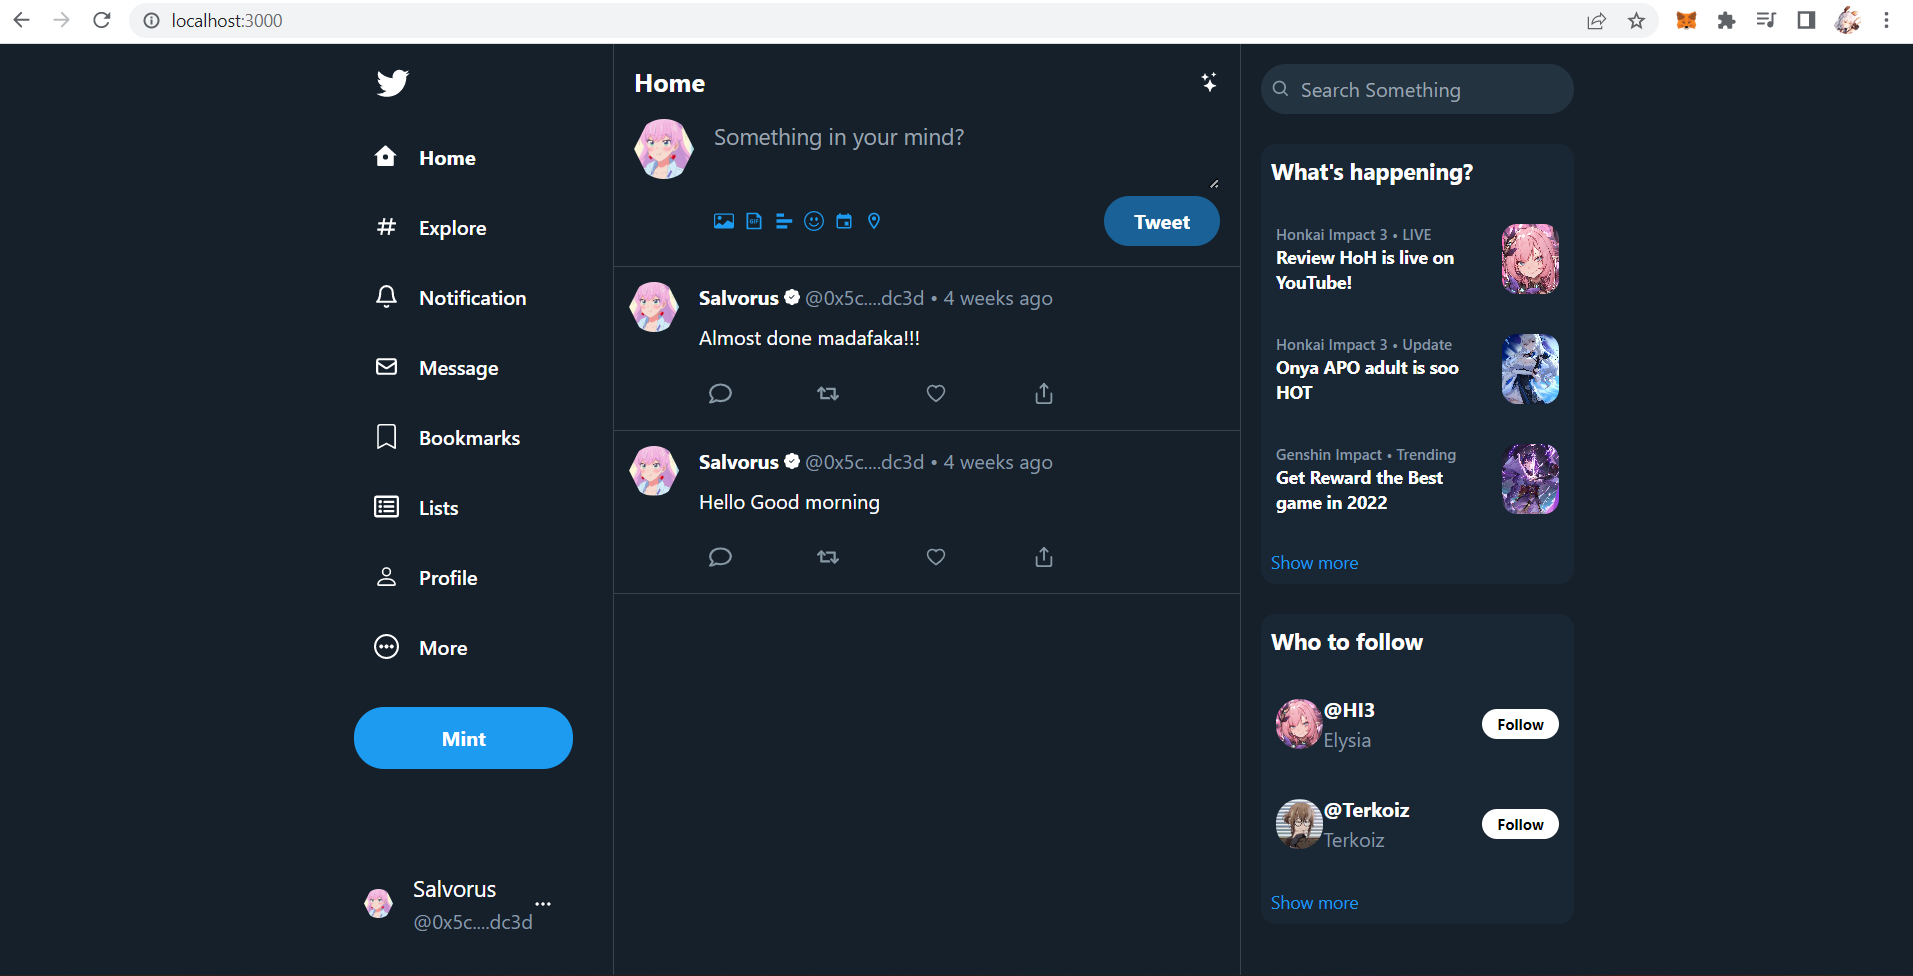 localhost:3000
Home
Explore
Notification
Message
Bookmarks
Lists
Profile
More
Mint
Salvorus
@0x5c....dc3d
Home
Something in your mind?
GIF
Tweet
Salvorus @0x5c....dc3d • 4 weeks ago
Almost done madafaka!!!
Salvorus @0x5c....dc3d • 4 weeks ago
Hello Good morning
Search Something
What's happening?
Honkai Impact 3 • LIVE
Review HoH is live on
YouTube!
Honkai Impact 3 • Update
Onya APO adult is soo
HOT
Genshin Impact • Trending
Get Reward the Best
game in 2022
Show more
Who to follow
@HI3
Elysia
Follow
@Terkoiz
Terkoiz
Follow
Show more